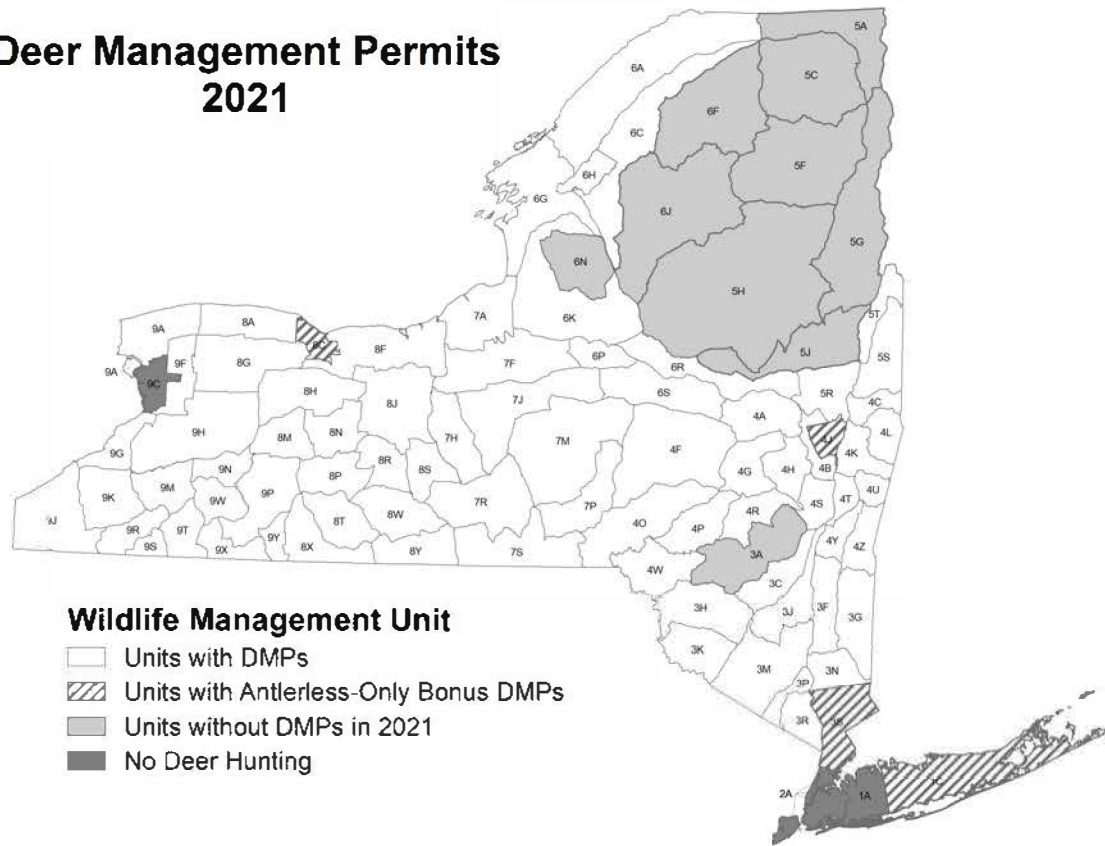 Deer Management Permits
2021
5A
6A
5C
6F
6C
5F
6H
6J
6G
5G
6N
5H
7A
6K
5T
9A
8A
8C
8F
5J
5S
9F
8G
7F
6P
6R
9A
9C
5R
8H
8J
7J
6S
4A
4C
9H
8M
8N
7H
7M
4F
4J
4K
4L
9G
8R
8S
4G
4H
4B
9N
8P
9K
9M
9W
9P
7R
7P
4S
4T
4U
9J
9R
9T
8T
8W
4O
4P
4R
4Y
4Z
9S
9X
9Y
8X
8Y
7S
4W
3A
3C
3H
3J
3F
3G
3K
3M
3N
3P
3R
3S
2A
1A
1C
Wildlife Management Unit
Units with DMPs
Units with Antlerless-Only Bonus DMPs
Units without DMPs in 2021
No Deer Hunting